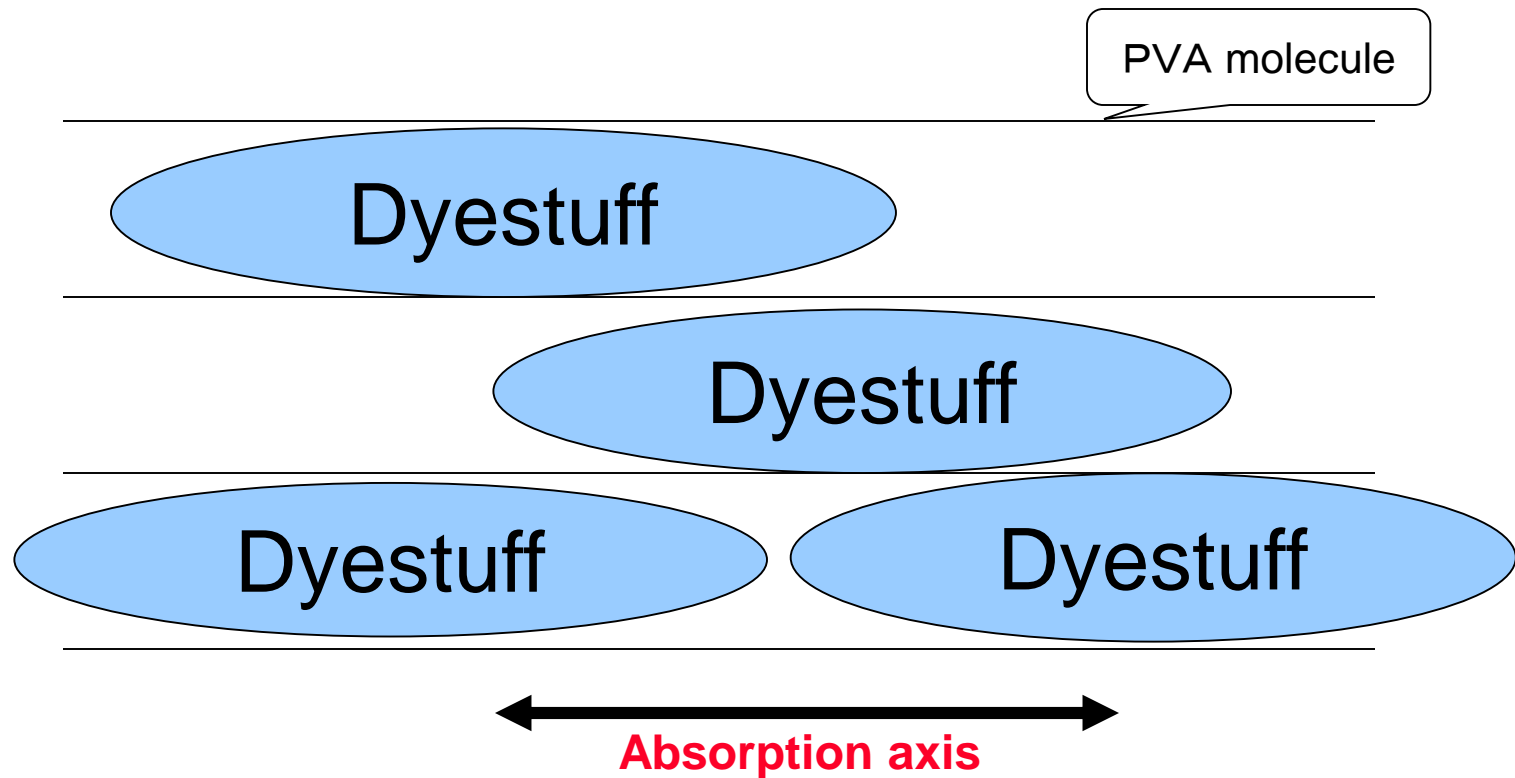 PVA molecule
Dyestuff
Dyestuff
Dyestuff
Dyestuff
Absorption axis